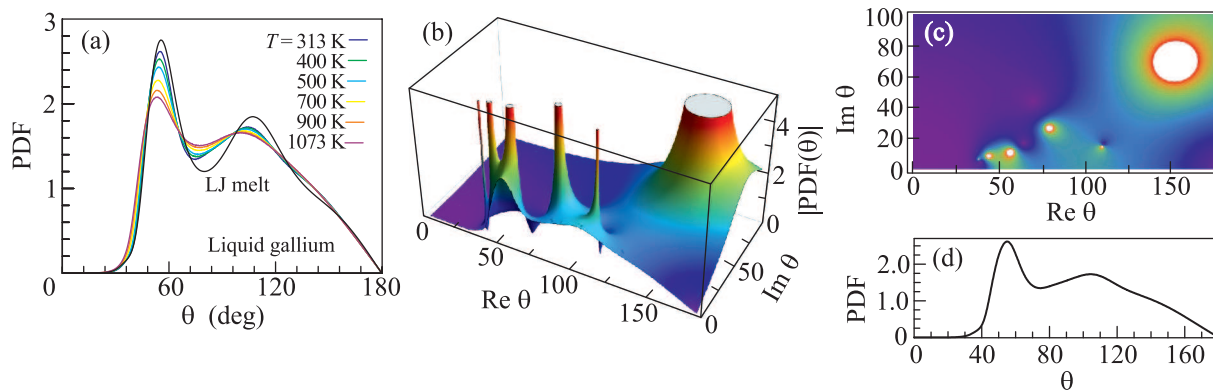 (a)
3
2
1
0
PDF
T = 313 K
400 K
500 K
700 K
900 K
1073 K
LJ melt
Liquid gallium
60
120
180
θ (deg)
(b)
4
2
0
|PDF(θ)|
0
50
100
150
Re θ
0
50
Im θ
(c)
100
80
60
40
20
0
Im θ
0
50
100
150
Re θ
(d)
2.0
1.0
0
PDF
0
40
80
120
160
θ